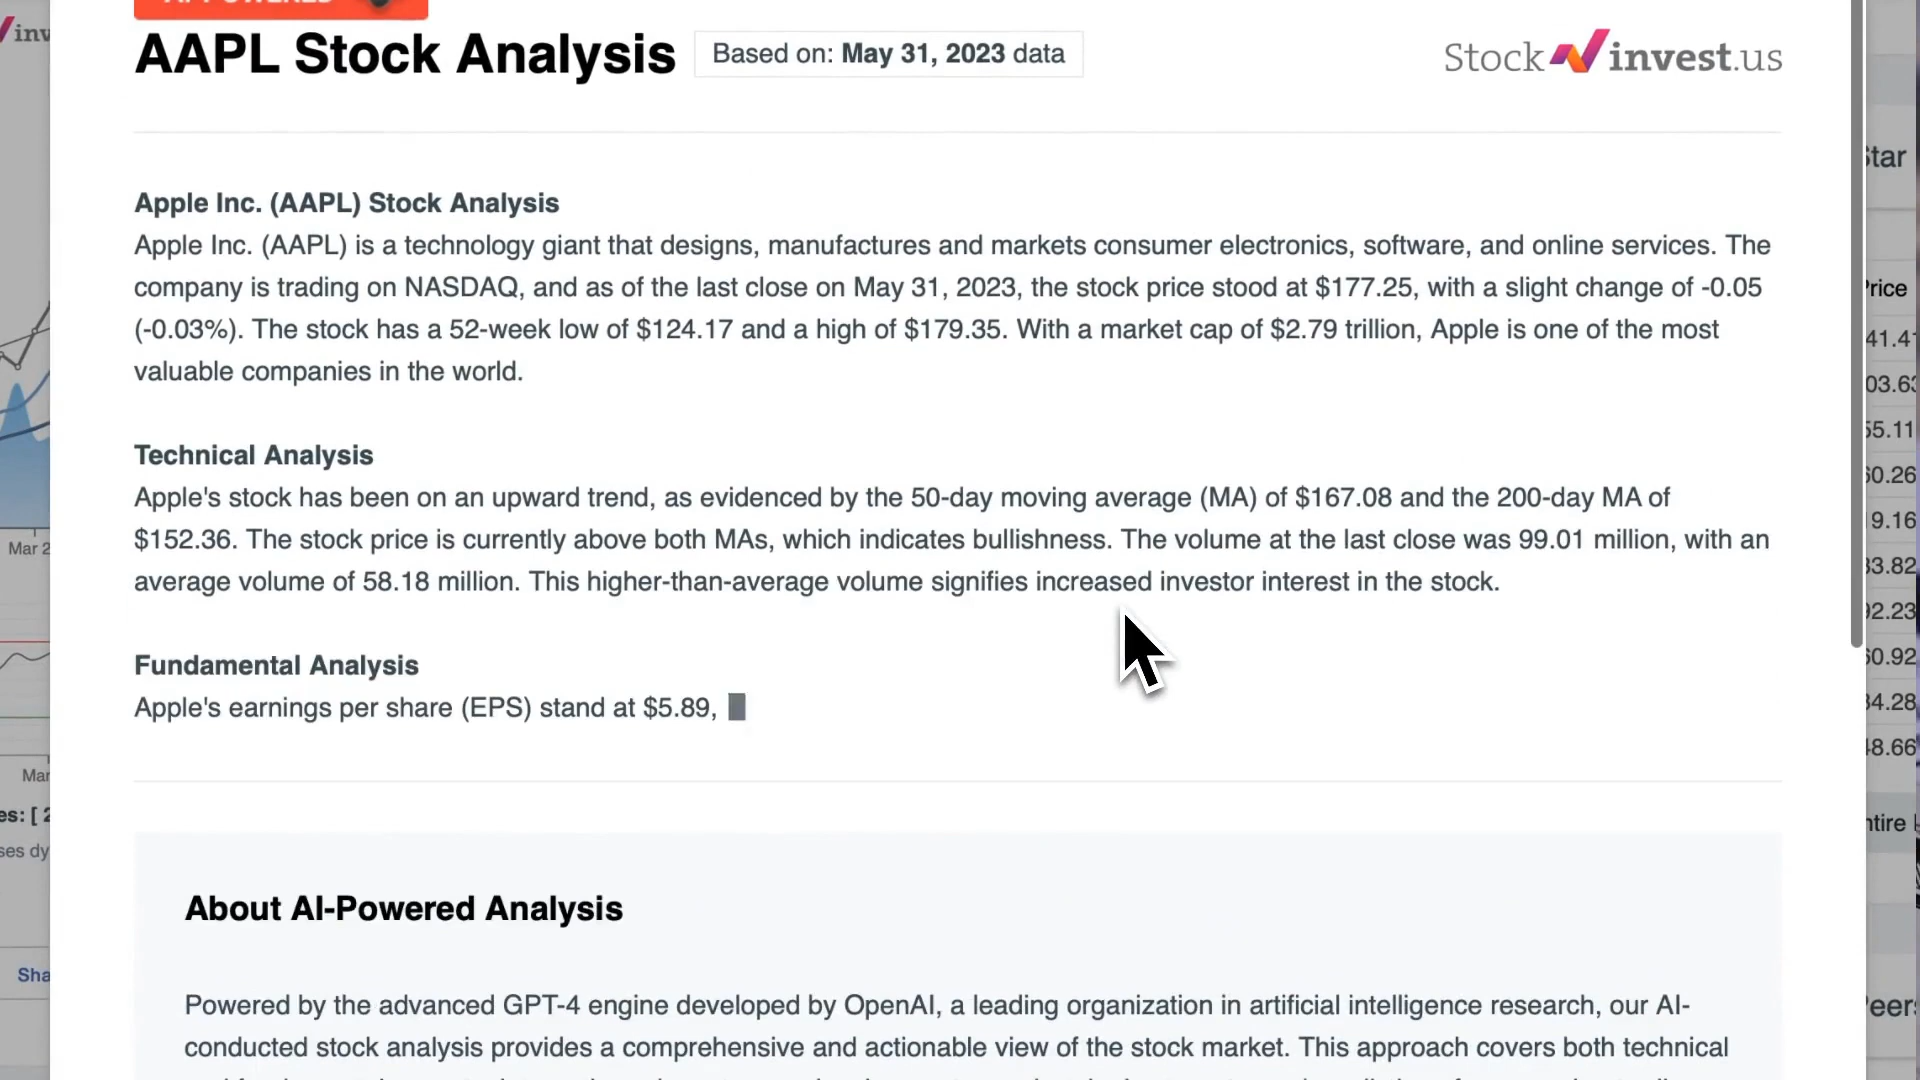 AAPL Stock Analysis
Based on: May 31, 2023 data
Stock invest.us
Apple Inc. (AAPL) Stock Analysis
Apple Inc. (AAPL) is a technology giant that designs, manufactures and markets consumer electronics, software, and online services. The
company is trading on NASDAQ, and as of the last close on May 31, 2023, the stock price stood at $177.25, with a slight change of -0.05
(-0.03%). The stock has a 52-week low of $124.17 and a high of $179.35. With a market cap of $2.79 trillion, Apple is one of the most
valuable companies in the world.
Technical Analysis
Apple's stock has been on an upward trend, as evidenced by the 50-day moving average (MA) of $167.08 and the 200-day MA of
$152.36. The stock price is currently above both MAs, which indicates bullishness. The volume at the last close was 99.01 million, with an
average volume of 58.18 million. This higher-than-average volume signifies increased investor interest in the stock.
Fundamental Analysis
Apple's earnings per share (EPS) stand at $5.89,
About AI-Powered Analysis
Powered by the advanced GPT-4 engine developed by OpenAI, a leading organization in artificial intelligence research, our AI-
conducted stock analysis provides a comprehensive and actionable view of the stock market. This approach covers both technical
Mar 2
Mar